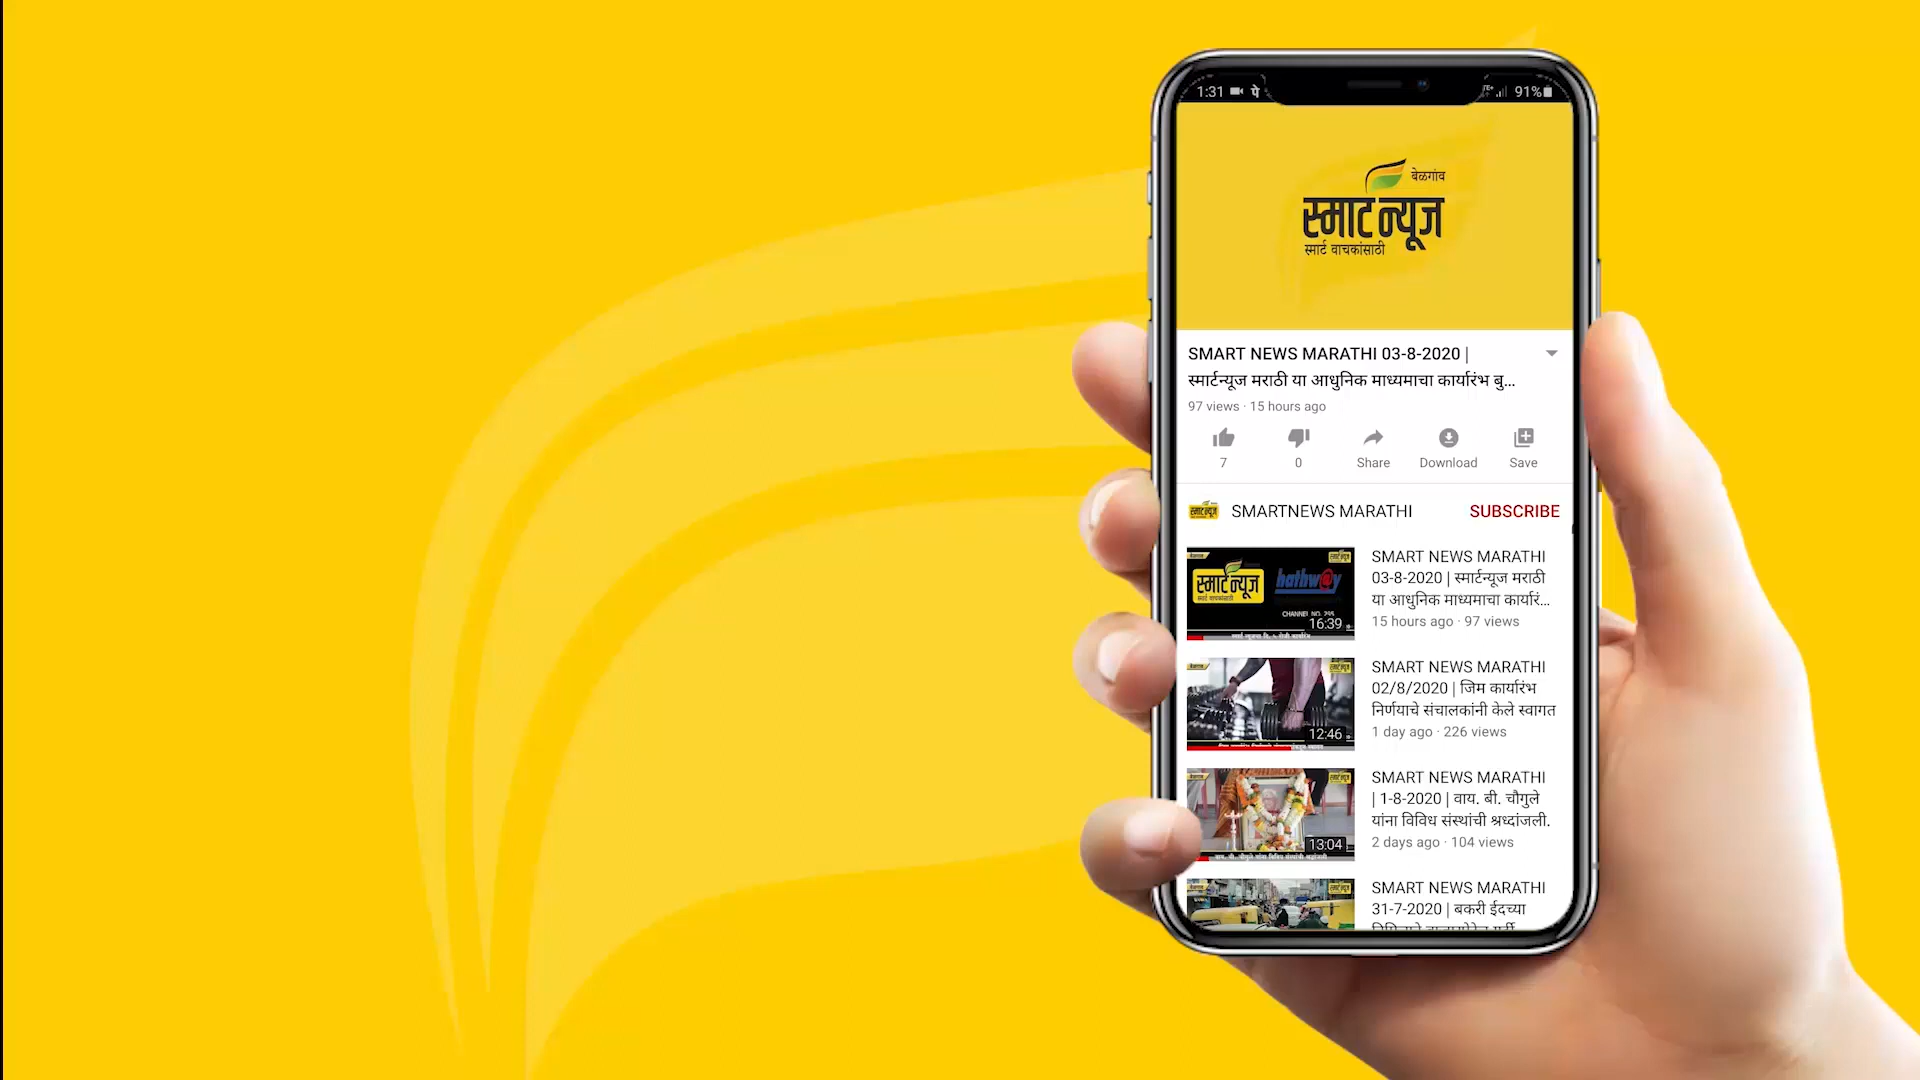 1:31
91%
बेळगांव
स्मार्ट न्यूज
स्मार्ट वाचकांसाठी
SMART NEWS MARATHI 03-8-2020 |
स्मार्टन्यूज मराठी या आधुनिक माध्यमाचा कार्यारंभ बु...
97 views · 15 hours ago
7
0
Share
Download
Save
SMARTNEWS MARATHI
SUBSCRIBE
स्मार्ट न्यूज
hathway
CHANNEL NO. 295
16:39
SMART NEWS MARATHI
03-8-2020 | स्मार्टन्यूज मराठी
या आधुनिक माध्यमाचा कार्यारं...
15 hours ago · 97 views
12:46
SMART NEWS MARATHI
02/8/2020 | जिम कार्यारंभ
निर्णयाचे संचालकांनी केले स्वागत
1 day ago · 226 views
13:04
SMART NEWS MARATHI
| 1-8-2020 | वाय. बी. चौगुले
यांना विविध संस्थांची श्रध्दांजली.
2 days ago · 104 views
SMART NEWS MARATHI
31-7-2020 | बकरी ईदच्या